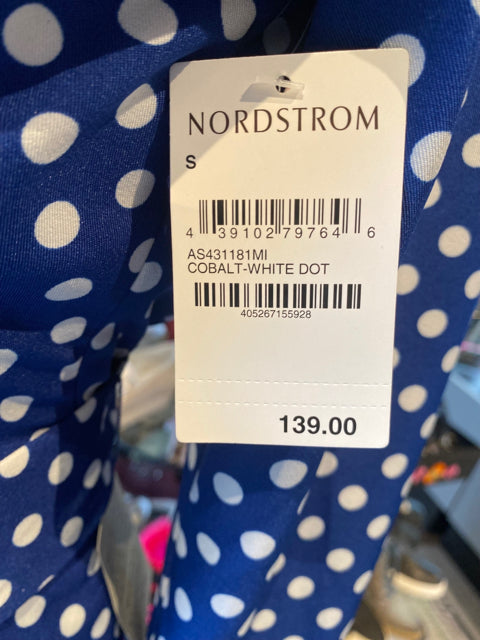 NORDSTROM
S
4 39102 79764 6
AS431181MI
COBALT-WHITE DOT
405267155928
139.00